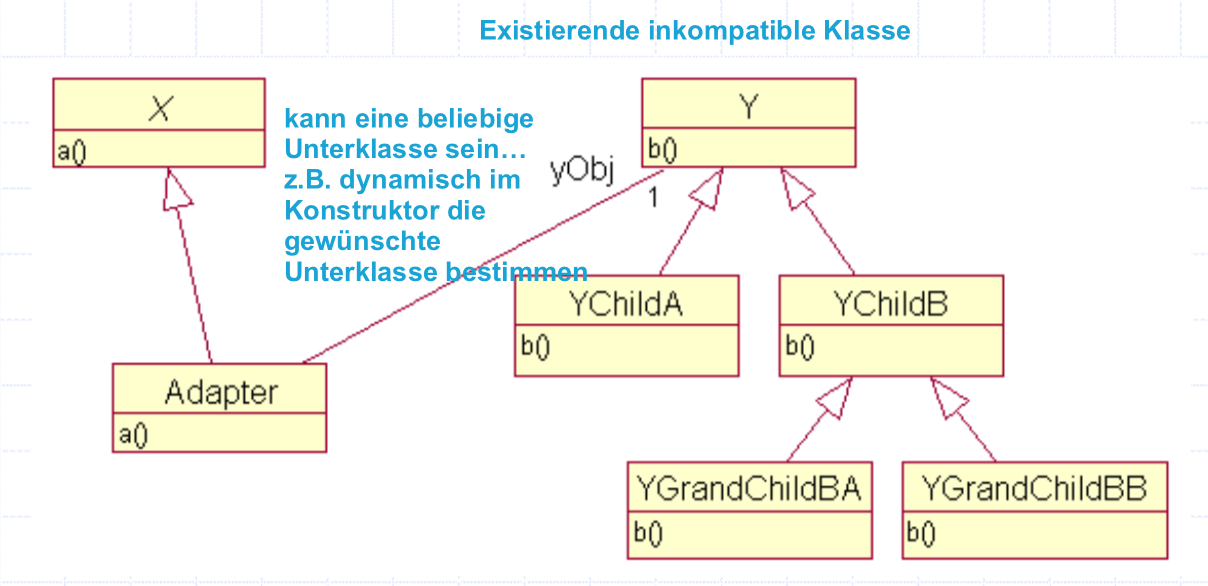 Existierende inkompatible Klasse
X
a()
kann eine beliebige
Unterklasse sein…
z.B. dynamisch im
Konstruktor die
gewünschte
Unterklasse bestimmen
yObj
1
Y
b()
YChildA
b()
YChildB
b()
Adapter
a()
YGrandChildBA
b()
YGrandChildBB
b()